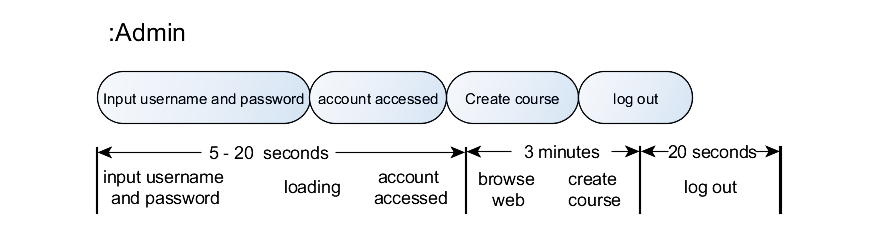 :Admin
Input username and password
account accessed
Create course
log out
5 - 20 seconds
3 minutes
20 seconds
input username
and password
loading
account
accessed
browse
web
create
course
log out